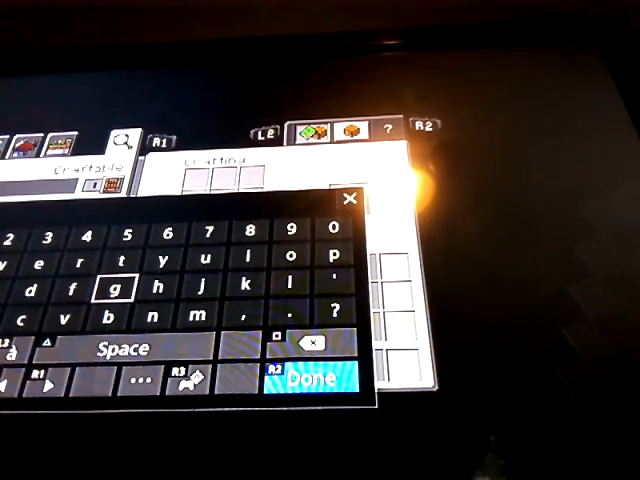 L2 ? R2
R1
Crafting
Craftable
2 3 4 5 6 7 8 9 0
e r t y u i o p
d f g h j k l '
c v b n m , . ?
à Space
R1 ... R3 R2 Done